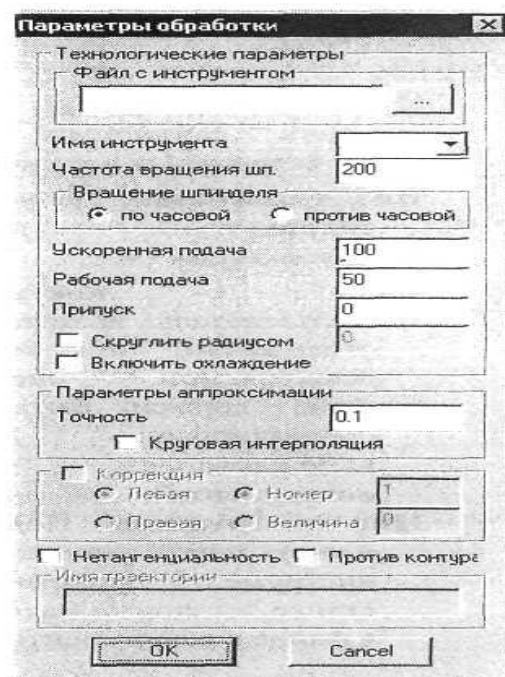 Параметры обработки
Технологические параметры
Файл с инструментом
...
Имя инструмента
Частота вращения шп. 200
Вращение шпинделя
по часовой против часовой
Ускоренная подача 100
Рабочая подача 50
Припуск 0
Скруглить радиусом 0
Включить охлаждение
Параметры аппроксимации
Точность 0.1
Круговая интерполяция
Коррекция
Левая Номер 1
Правая Величина 0
Нетангенциальность Против контура
Имя траектории
OK Cancel